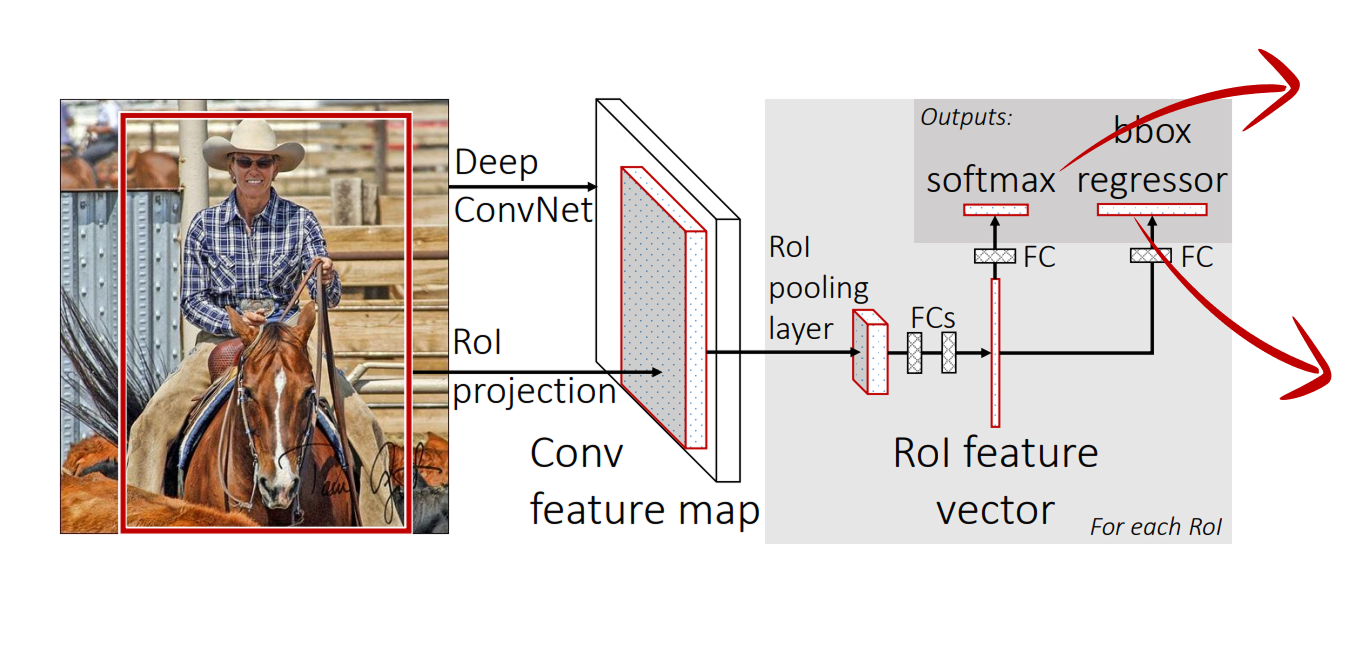 Deep
ConvNet
RoI
projection
Conv
feature map
RoI
pooling
layer
FCs
Outputs:
softmax
bbox
regressor
FC
FC
RoI feature
vector
For each RoI